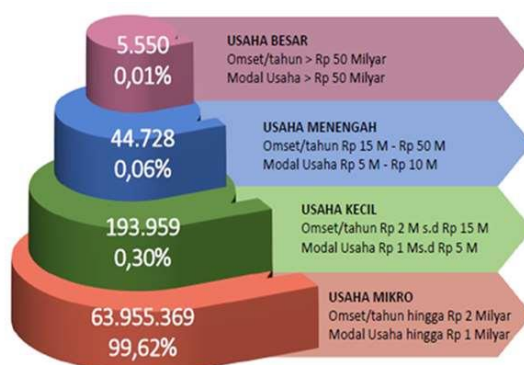 5.550
0,01%
USAHA BESAR
Omset/tahun > Rp 50 Milyar
Modal Usaha > Rp 50 Milyar
44.728
0,06%
USAHA MENENGAH
Omset/tahun Rp 15 M - Rp 50 M
Modal Usaha Rp 5 M - Rp 10 M
193.959
0,30%
USAHA KECIL
Omset/tahun Rp 2 M s.d Rp 15 M
Modal Usaha Rp 1 Ms.d Rp 5 M
63.955.369
99,62%
USAHA MIKRO
Omset/tahun hingga Rp 2 Milyar
Modal Usaha hingga Rp 1 Milyar